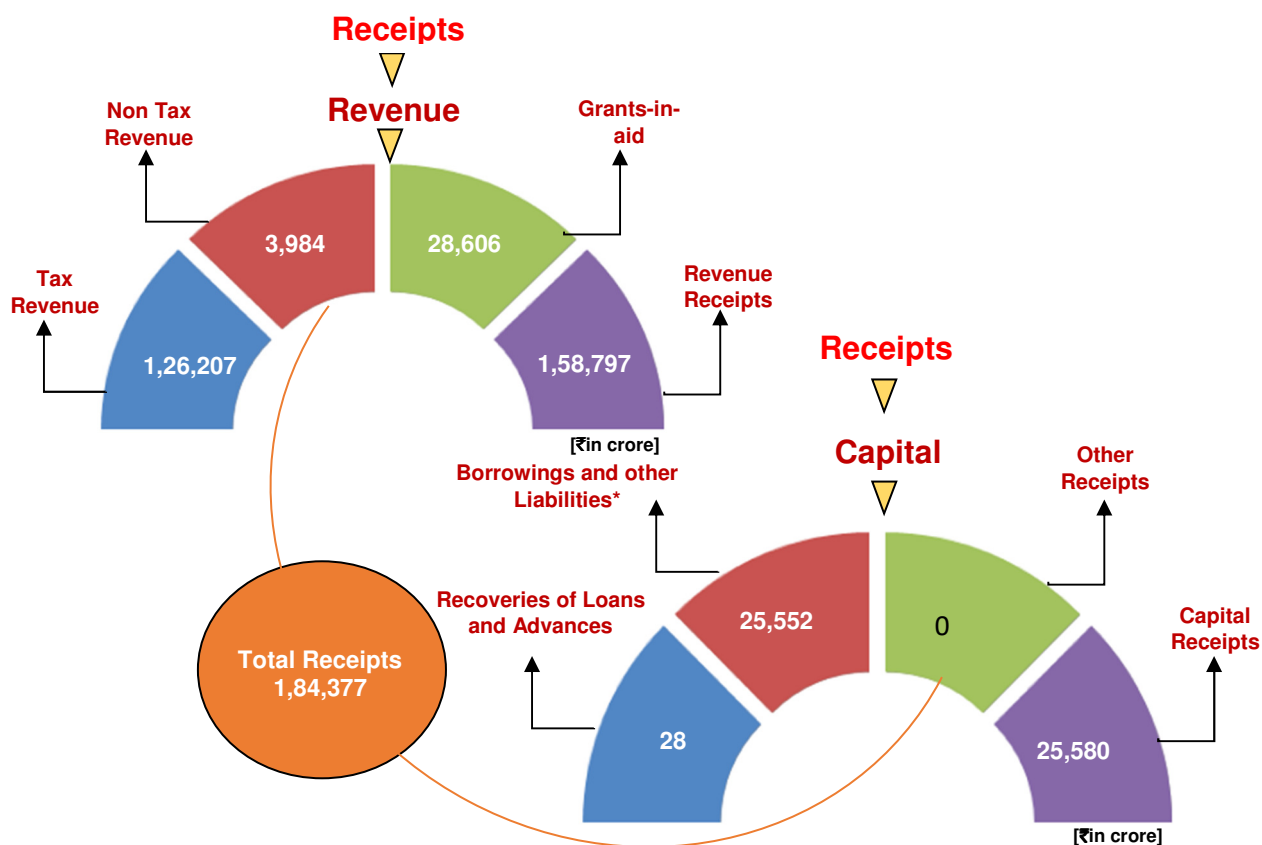 Receipts
Revenue
Non Tax
Revenue
Grants-in-
aid
3,984
28,606
Tax
Revenue
Revenue
Receipts
1,26,207
1,58,797
[₹in crore]
Receipts
Capital
Borrowings and other
Liabilities*
Other
Receipts
Recoveries of Loans
and Advances
25,552
0
Capital
Receipts
Total Receipts
1,84,377
28
25,580
[₹in crore]